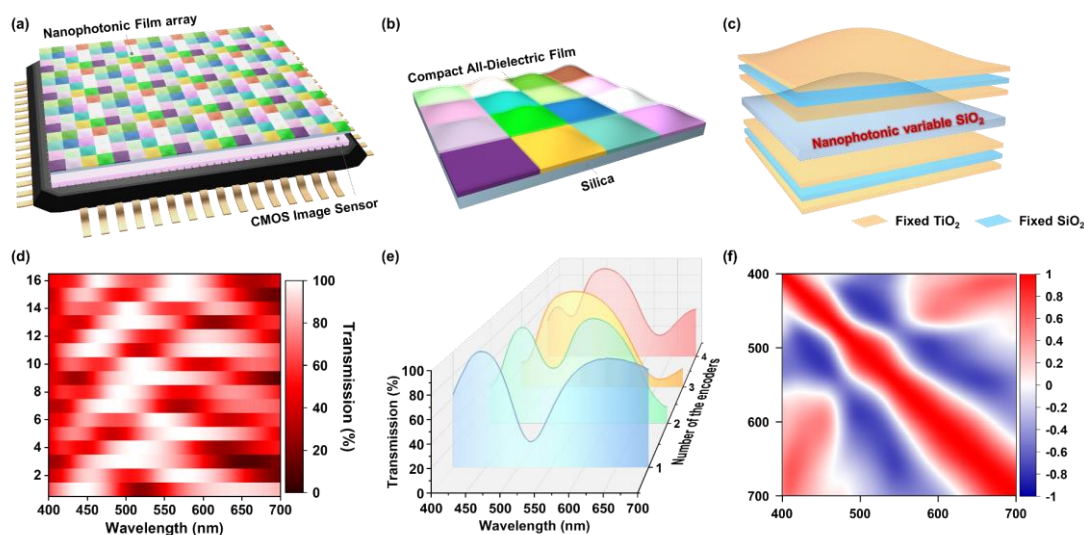 (a)
Nanophotonic Film array
CMOS Image Sensor
(b)
Compact All-Dielectric Film
Silica
(c)
Nanophotonic variable SiO₂
Fixed TiO₂
Fixed SiO₂
(d)
16
14
12
10
8
6
4
2
400 450 500 550 600 650 700
Wavelength (nm)
100
80
60
40
20
0
Transmission (%)
(e)
Transmission (%)
100
80
60
40
20
0
400 450 500 550 600 650 700
Wavelength (nm)
4
3
2
1
Number of the encoders
(f)
400
500
600
700
400 500 600 700
1
0.8
0.6
0.4
0.2
0
-0.2
-0.4
-0.6
-0.8
-1